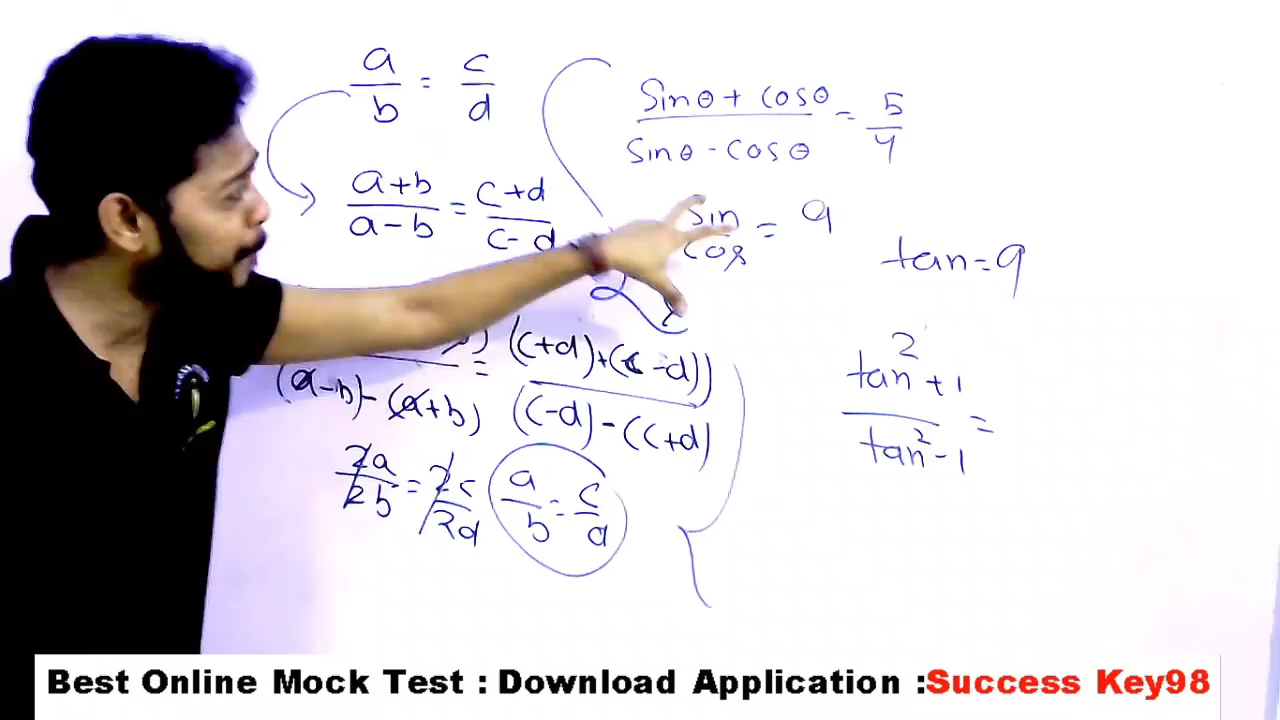 a/b = c/d
(a+b)/(a-b) = (c+d)/(c-d)
= ((c+d)+(c-d))
(a-b)-(a+b) (c-d)-(c+d)
2a/2b = 2c/2d a/b = c/d
(sinθ + cosθ)/(sinθ - cosθ) = 5/4
sin/cos = 9
tan = 9
(tan² + 1)/(tan² - 1) =
Best Online Mock Test : Download Application :Success Key98